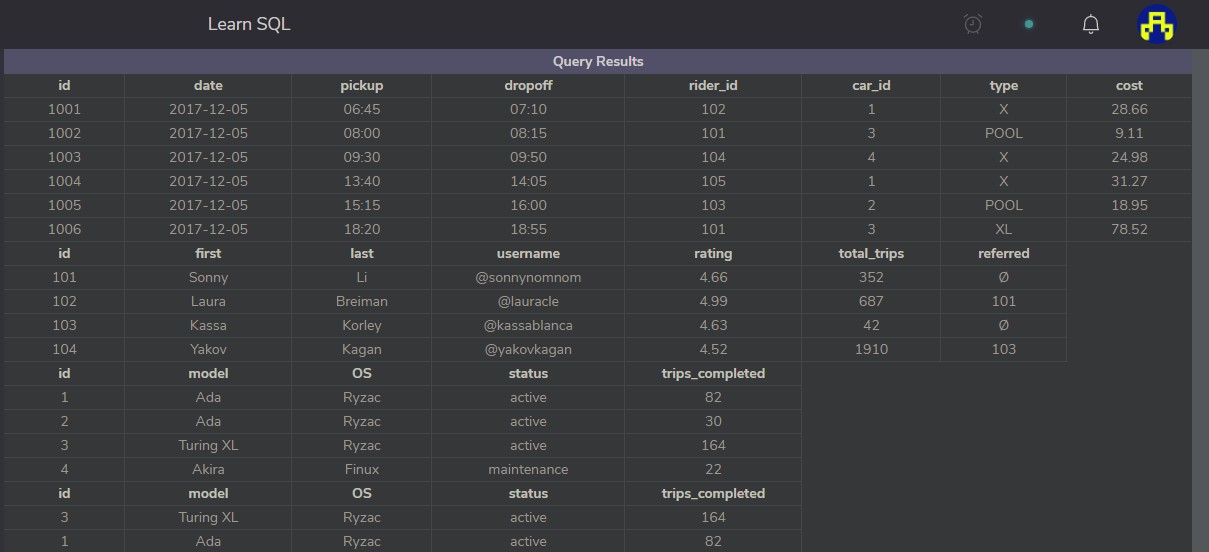 Learn SQL
Query Results
id date pickup dropoff rider_id car_id type cost
1001 2017-12-05 06:45 07:10 102 1 X 28.66
1002 2017-12-05 08:00 08:15 101 3 POOL 9.11
1003 2017-12-05 09:30 09:50 104 4 X 24.98
1004 2017-12-05 13:40 14:05 105 1 X 31.27
1005 2017-12-05 15:15 16:00 103 2 POOL 18.95
1006 2017-12-05 18:20 18:55 101 3 XL 78.52
id first last username rating total_trips referred
101 Sonny Li @sonnynomnom 4.66 352 Ø
102 Laura Breiman @lauracle 4.99 687 101
103 Kassa Korley @kassablanca 4.63 42 Ø
104 Yakov Kagan @yakovkagan 4.52 1910 103
id model OS status trips_completed
1 Ada Ryzac active 82
2 Ada Ryzac active 30
3 Turing XL Ryzac active 164
4 Akira Finux maintenance 22
id model OS status trips_completed
3 Turing XL Ryzac active 164
1 Ada Ryzac active 82